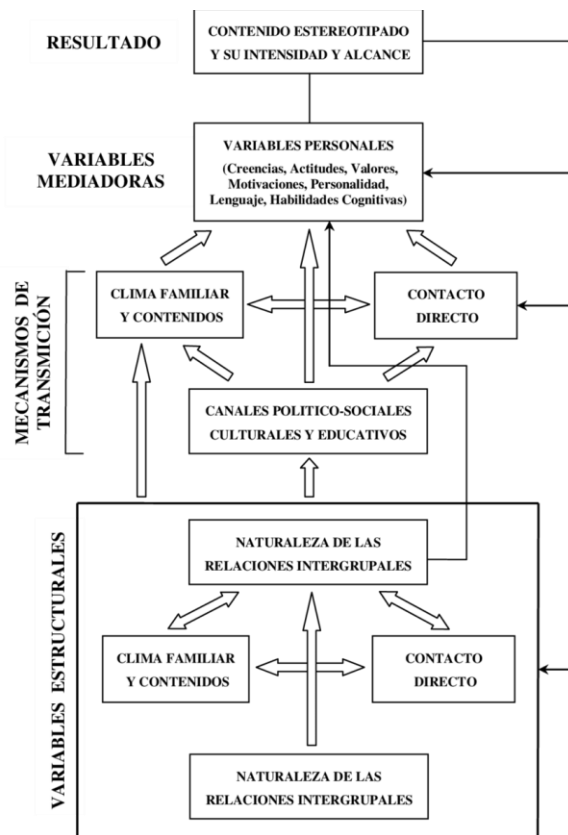 RESULTADO
CONTENIDO ESTEREOTIPADO
Y SU INTENSIDAD Y ALCANCE
VARIABLES
MEDIADORAS
VARIABLES PERSONALES
(Creencias, Actitudes, Valores,
Motivaciones, Personalidad,
Lenguaje, Habilidades Cognitivas)
MECANISMOS DE
TRANSMICIÓN
CLIMA FAMILIAR
Y CONTENIDOS
CONTACTO
DIRECTO
CANALES POLITICO-SOCIALES
CULTURALES Y EDUCATIVOS
VARIABLES ESTRUCTURALES
NATURALEZA DE LAS
RELACIONES INTERGRUPALES
CLIMA FAMILIAR
Y CONTENIDOS
CONTACTO
DIRECTO
NATURALEZA DE LAS
RELACIONES INTERGRUPALES